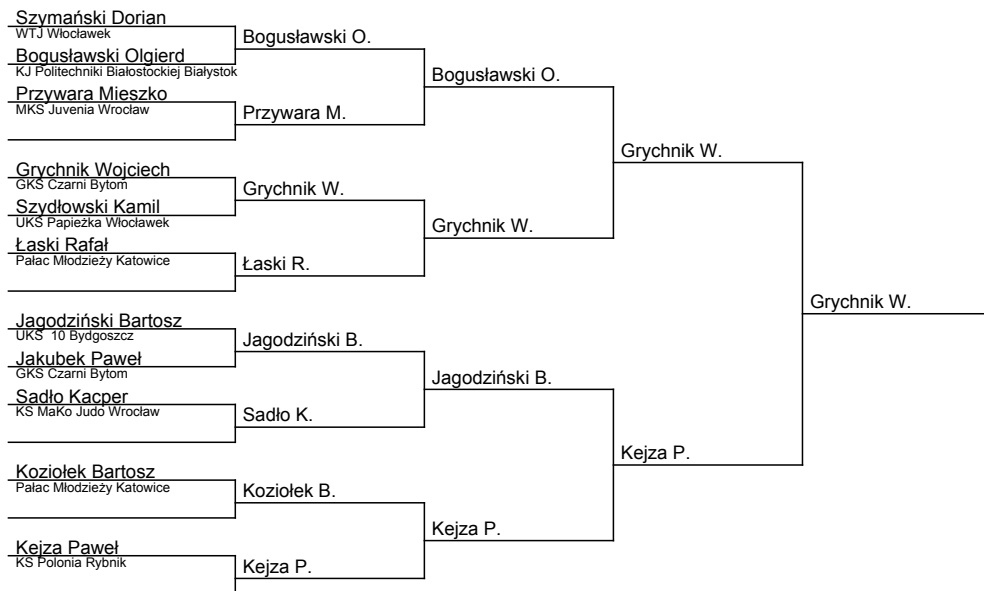 Szymański Dorian
WTJ Włocławek
Bogusławski O.
Bogusławski Olgierd
KJ Politechniki Białostockiej Białystok
Bogusławski O.
Przywara Mieszko
MKS Juvenia Wrocław
Przywara M.
Grychnik W.
Grychnik Wojciech
GKS Czarni Bytom
Grychnik W.
Szydłowski Kamil
UKS Papieżka Włocławek
Grychnik W.
Łaski Rafał
Pałac Młodzieży Katowice
Łaski R.
Grychnik W.
Jagodziński Bartosz
UKS  10 Bydgoszcz
Jagodziński B.
Jakubek Paweł
GKS Czarni Bytom
Jagodziński B.
Sadło Kacper
KS MaKo Judo Wrocław
Sadło K.
Kejza P.
Koziołek Bartosz
Pałac Młodzieży Katowice
Koziołek B.
Kejza P.
Kejza Paweł
KS Polonia Rybnik
Kejza P.